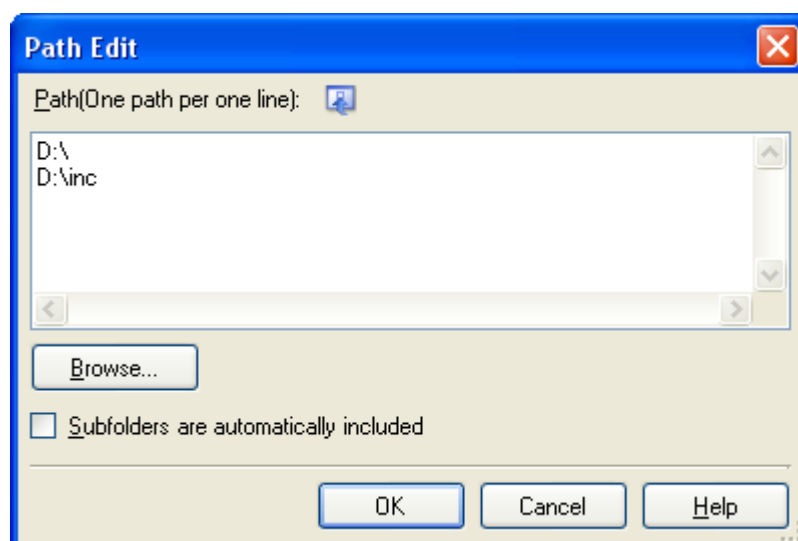 Path Edit
Path(One path per one line):
D:\
D:\inc
Browse...
Subfolders are automatically included
OK Cancel Help